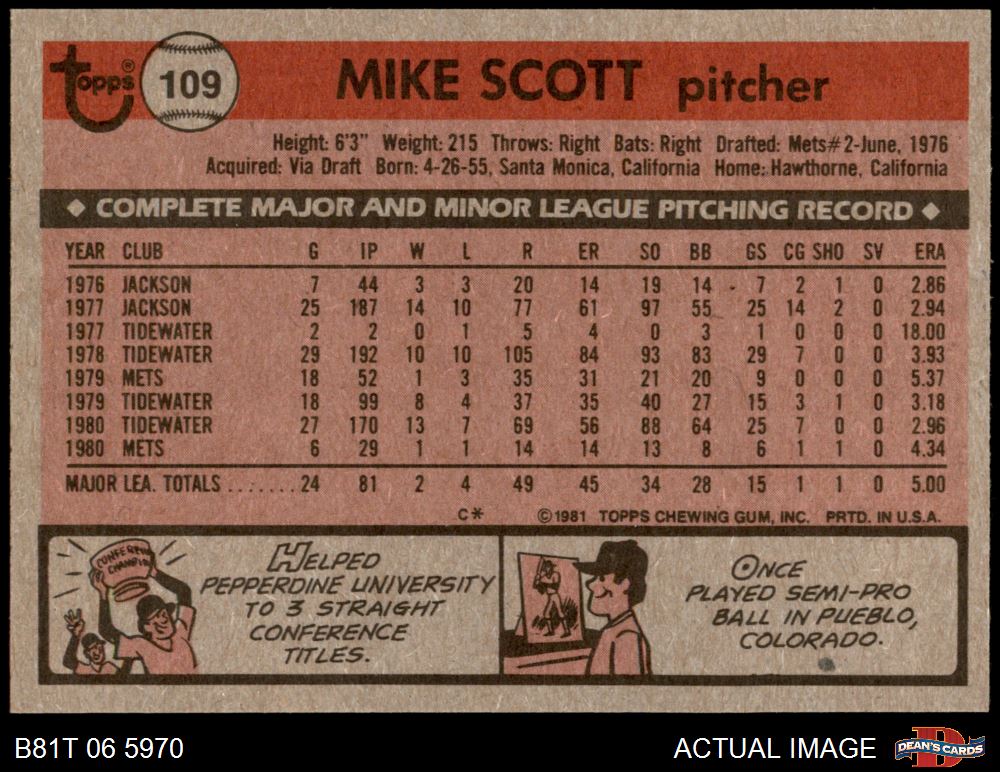 Topps®
109
MIKE SCOTT pitcher
Height: 6'3" Weight: 215 Throws: Right Bats: Right Drafted: Mets#2-June, 1976
Acquired: Via Draft Born: 4-26-55, Santa Monica, California Home: Hawthorne, California
◆ COMPLETE MAJOR AND MINOR LEAGUE PITCHING RECORD ◆
YEAR CLUB G IP W L R ER SO BB GS CG SHO SV ERA
1976 JACKSON 7 44 3 3 20 14 19 14 7 2 1 0 2.86
1977 JACKSON 25 187 14 10 77 61 97 55 25 14 2 0 2.94
1977 TIDEWATER 2 2 0 1 5 4 0 3 1 0 0 0 18.00
1978 TIDEWATER 29 192 10 10 105 84 93 83 29 7 0 0 3.93
1979 METS 18 52 1 3 35 31 21 20 9 0 0 0 5.37
1979 TIDEWATER 18 99 8 4 37 35 40 27 15 3 1 0 3.18
1980 TIDEWATER 27 170 13 7 69 56 88 64 25 7 0 0 2.96
1980 METS 6 29 1 1 14 14 13 8 6 1 1 0 4.34
MAJOR LEA. TOTALS ....... 24 81 2 4 49 45 34 28 15 1 1 0 5.00
C* ©1981 TOPPS CHEWING GUM, INC. PRTD. IN U.S.A.
CONFERENCE
HELPED
PEPPERDINE UNIVERSITY
TO 3 STRAIGHT
CONFERENCE
TITLES.
ONCE
PLAYED SEMI-PRO
BALL IN PUEBLO,
COLORADO.
B81T 06 5970
ACTUAL IMAGE
D
DEAN'S CARDS